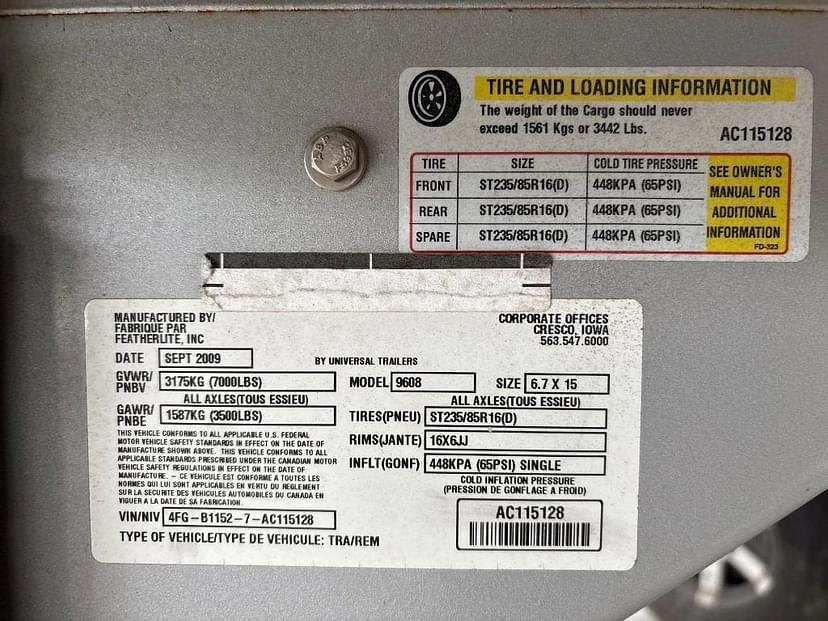 TIRE AND LOADING INFORMATION
The weight of the Cargo should never
exceed 1561 Kgs or 3442 Lbs.
AC115128
TIRE SIZE COLD TIRE PRESSURE
FRONT ST235/85R16(D) 448KPA (65PSI)
REAR ST235/85R16(D) 448KPA (65PSI)
SPARE ST235/85R16(D) 448KPA (65PSI)
SEE OWNER'S
MANUAL FOR
ADDITIONAL
INFORMATION
FD-323
MANUFACTURED BY/
FABRIQUE PAR
FEATHERLITE, INC
CORPORATE OFFICES
CRESCO, IOWA
563.547.6000
DATE SEPT 2009
BY UNIVERSAL TRAILERS
GVWR/
PNBV 3175KG (7000LBS)
MODEL 9608 SIZE 6.7 X 15
ALL AXLES(TOUS ESSIEU)
GAWR/
PNBE 1587KG (3500LBS)
ALL AXLES(TOUS ESSIEU)
TIRES(PNEU) ST235/85R16(D)
RIMS(JANTE) 16X6JJ
INFLT(GONF) 448KPA (65PSI) SINGLE
COLD INFLATION PRESSURE
(PRESSION DE GONFLAGE A FROID)
THIS VEHICLE CONFORMS TO ALL APPLICABLE U.S. FEDERAL
MOTOR VEHICLE SAFETY STANDARDS IN EFFECT ON THE DATE OF
MANUFACTURE SHOWN ABOVE. THIS VEHICLE CONFORMS TO ALL
APPLICABLE STANDARDS PRESCRIBED UNDER THE CANADIAN MOTOR
VEHICLE SAFETY REGULATIONS IN EFFECT ON THE DATE OF
MANUFACTURE. – CE VEHICULE EST CONFORME A TOUTES LES
NORMES QUI LUI SONT APPLICABLES EN VERTU DU REGLEMENT
SUR LA SECURITE DES VEHICULES AUTOMOBILES DU CANADA EN
VIGUER A LA DATE DE SA FABRICATION.
VIN/NIV 4FG–B1152–7–AC115128
TYPE OF VEHICLE/TYPE DE VEHICULE: TRA/REM
AC115128